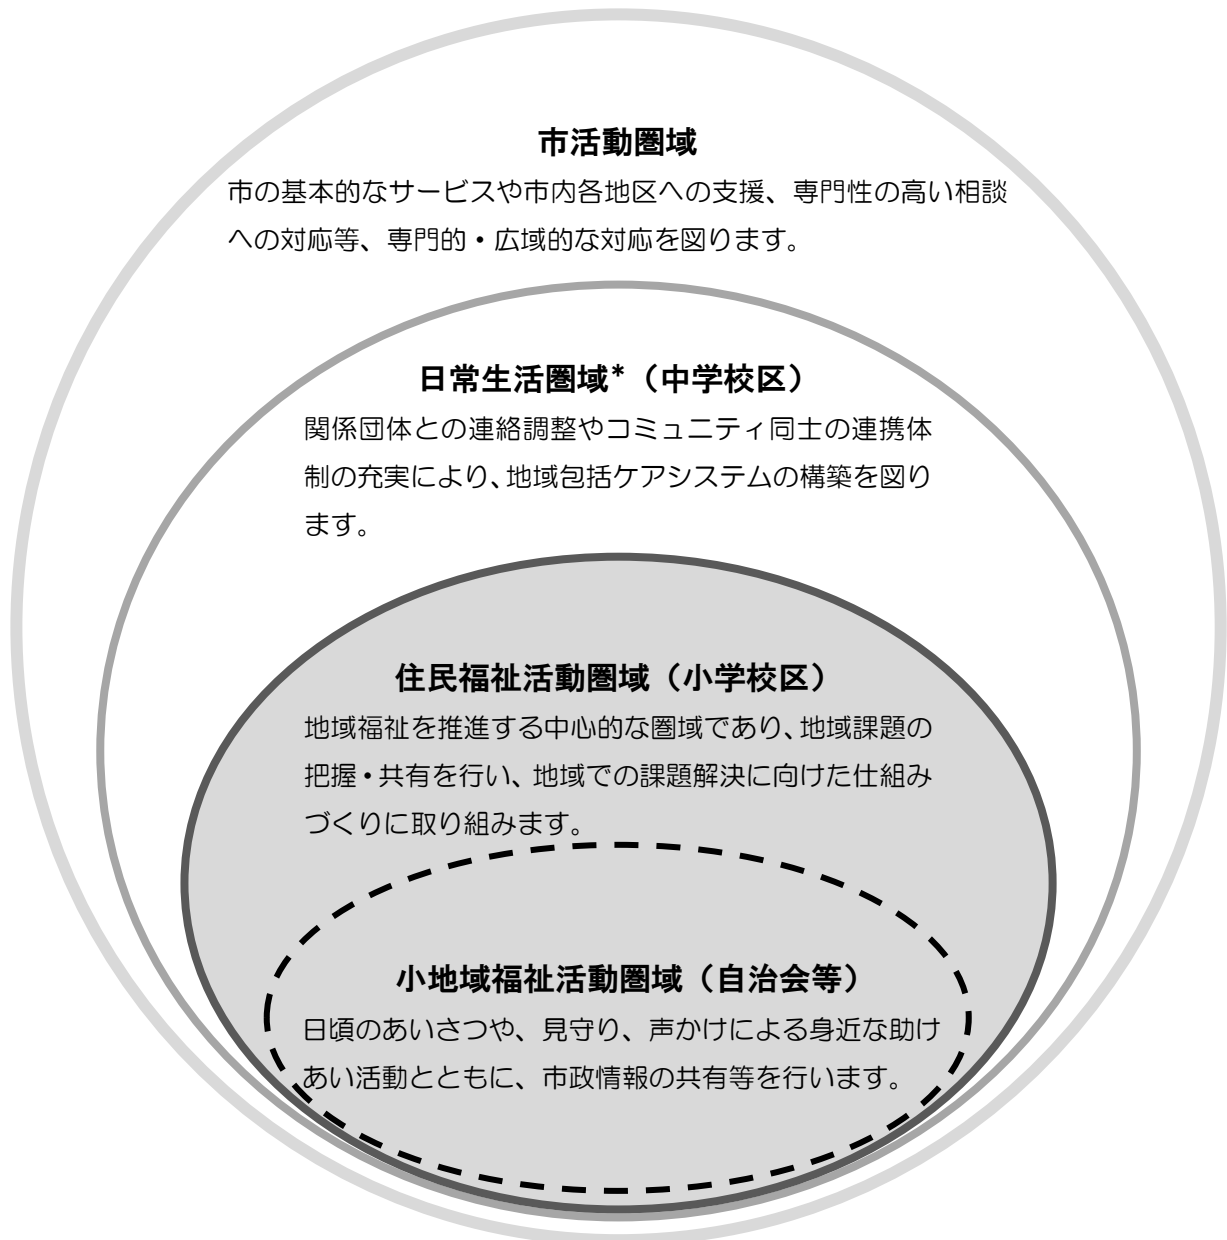 市活動圏域
市の基本的なサービスや市内各地区への支援、専門性の高い相談
への対応等、専門的・広域的な対応を図ります。
日常生活圏域*（中学校区）
関係団体との連絡調整やコミュニティ同士の連携体
制の充実により、地域包括ケアシステムの構築を図り
ます。
住民福祉活動圏域（小学校区）
地域福祉を推進する中心的な圏域であり、地域課題の
把握・共有を行い、地域での課題解決に向けた仕組み
づくりに取り組みます。
小地域福祉活動圏域（自治会等）
日頃のあいさつや、見守り、声かけによる身近な助け
あい活動とともに、市政情報の共有等を行います。